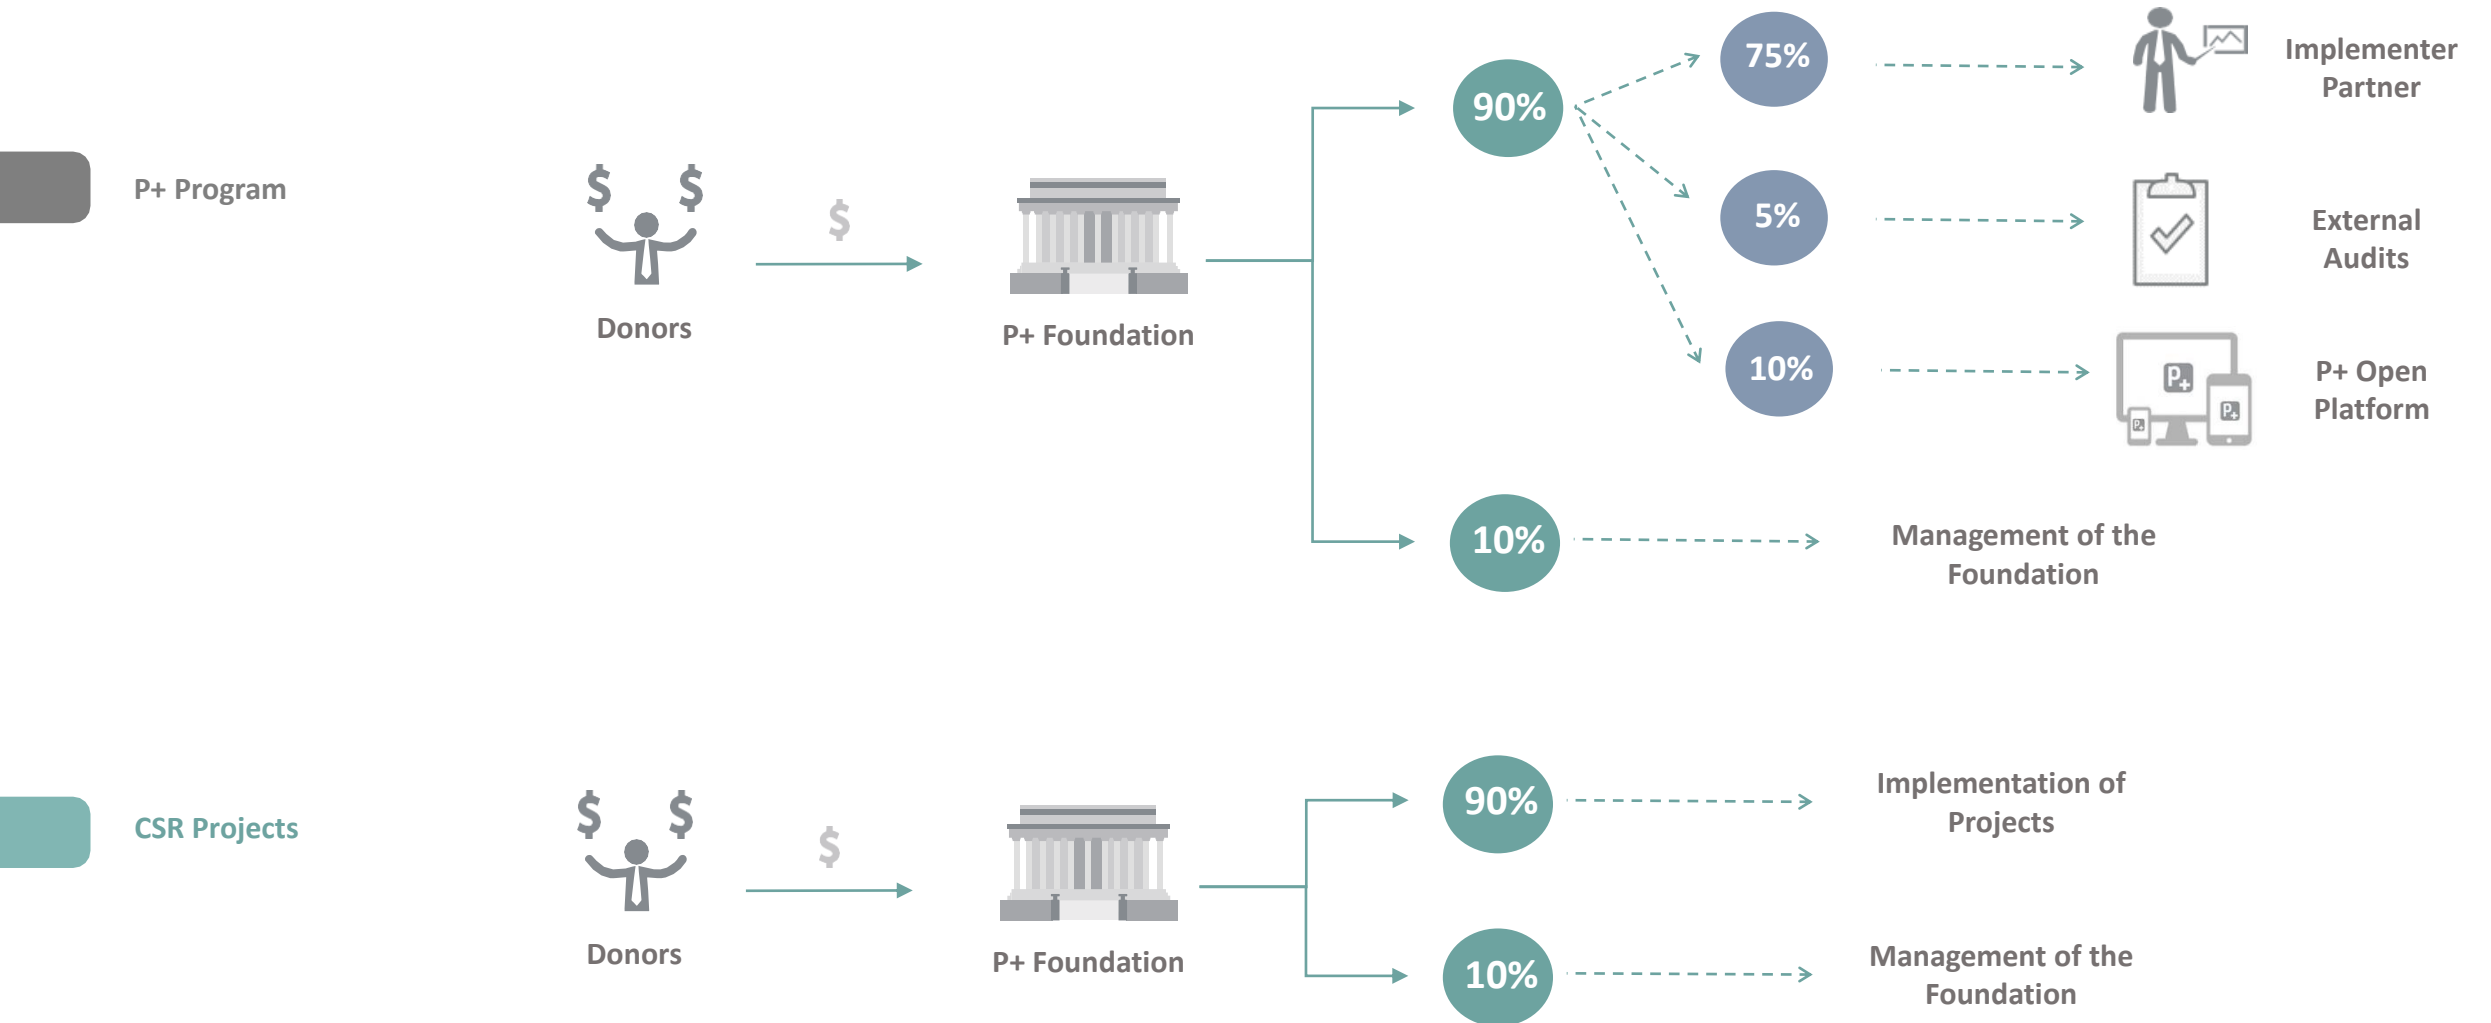 P+ Program
$ $
$
Donors
P+ Foundation
90%
75%
Implementer
Partner
5%
External
Audits
10%
P+
P+
P+
P+ Open
Platform
10%
Management of the
Foundation
CSR Projects
$ $
$
Donors
P+ Foundation
90%
Implementation of
Projects
10%
Management of the
Foundation